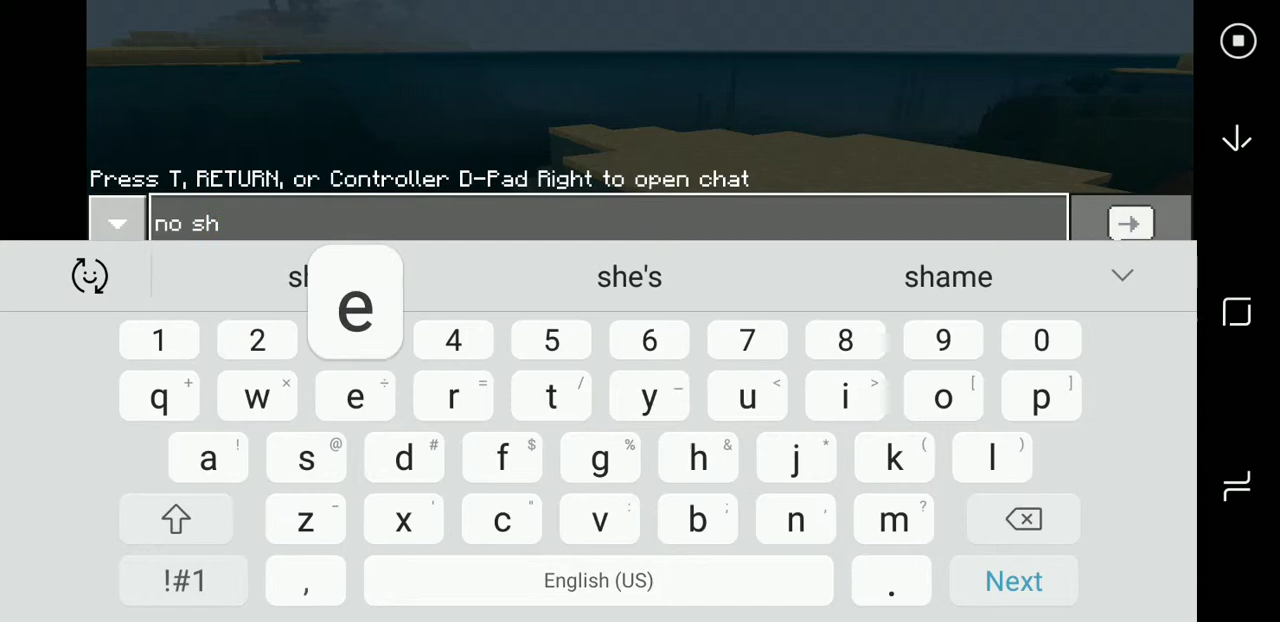 Press T, RETURN, or Controller D-Pad Right to open chat
no sh
she's shame
e
1 2 4 5 6 7 8 9 0
q + w × e ÷ r = t / y _ u < i > o [ p ]
a ! s @ d # f $ g % h & j * k ( l )
z - x ' c " v : b ; n , m ?
!#1 , English (US) . Next